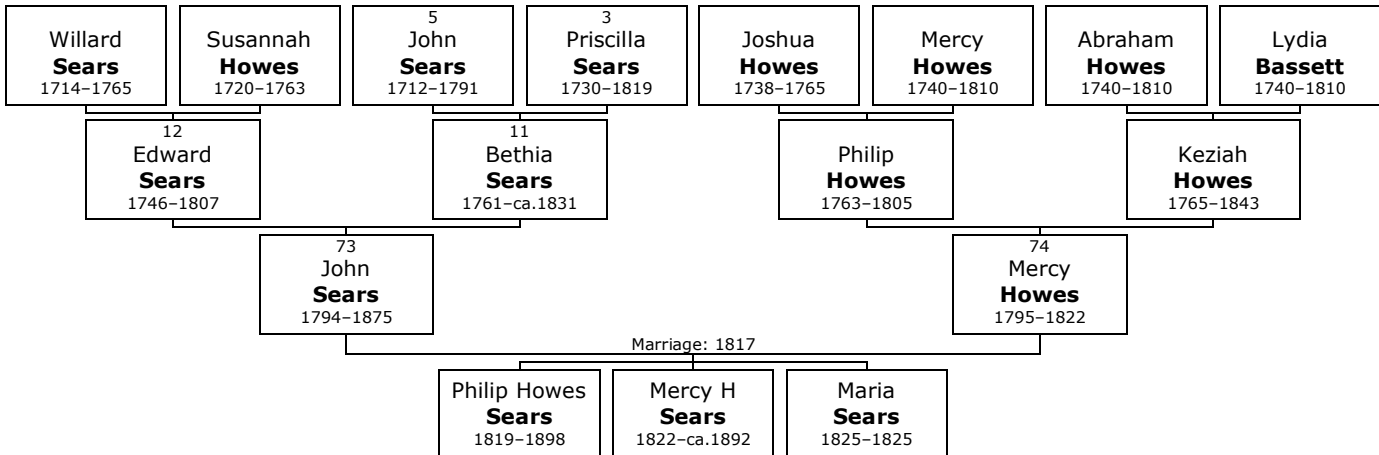 Willard
Sears
1714–1765
Susannah
Howes
1720–1763
5
John
Sears
1712–1791
3
Priscilla
Sears
1730–1819
Joshua
Howes
1738–1765
Mercy
Howes
1740–1810
Abraham
Howes
1740–1810
Lydia
Bassett
1740–1810
12
Edward
Sears
1746–1807
11
Bethia
Sears
1761–ca.1831
Philip
Howes
1763–1805
Keziah
Howes
1765–1843
73
John
Sears
1794–1875
74
Mercy
Howes
1795–1822
Marriage: 1817
Philip Howes
Sears
1819–1898
Mercy H
Sears
1822–ca.1892
Maria
Sears
1825–1825